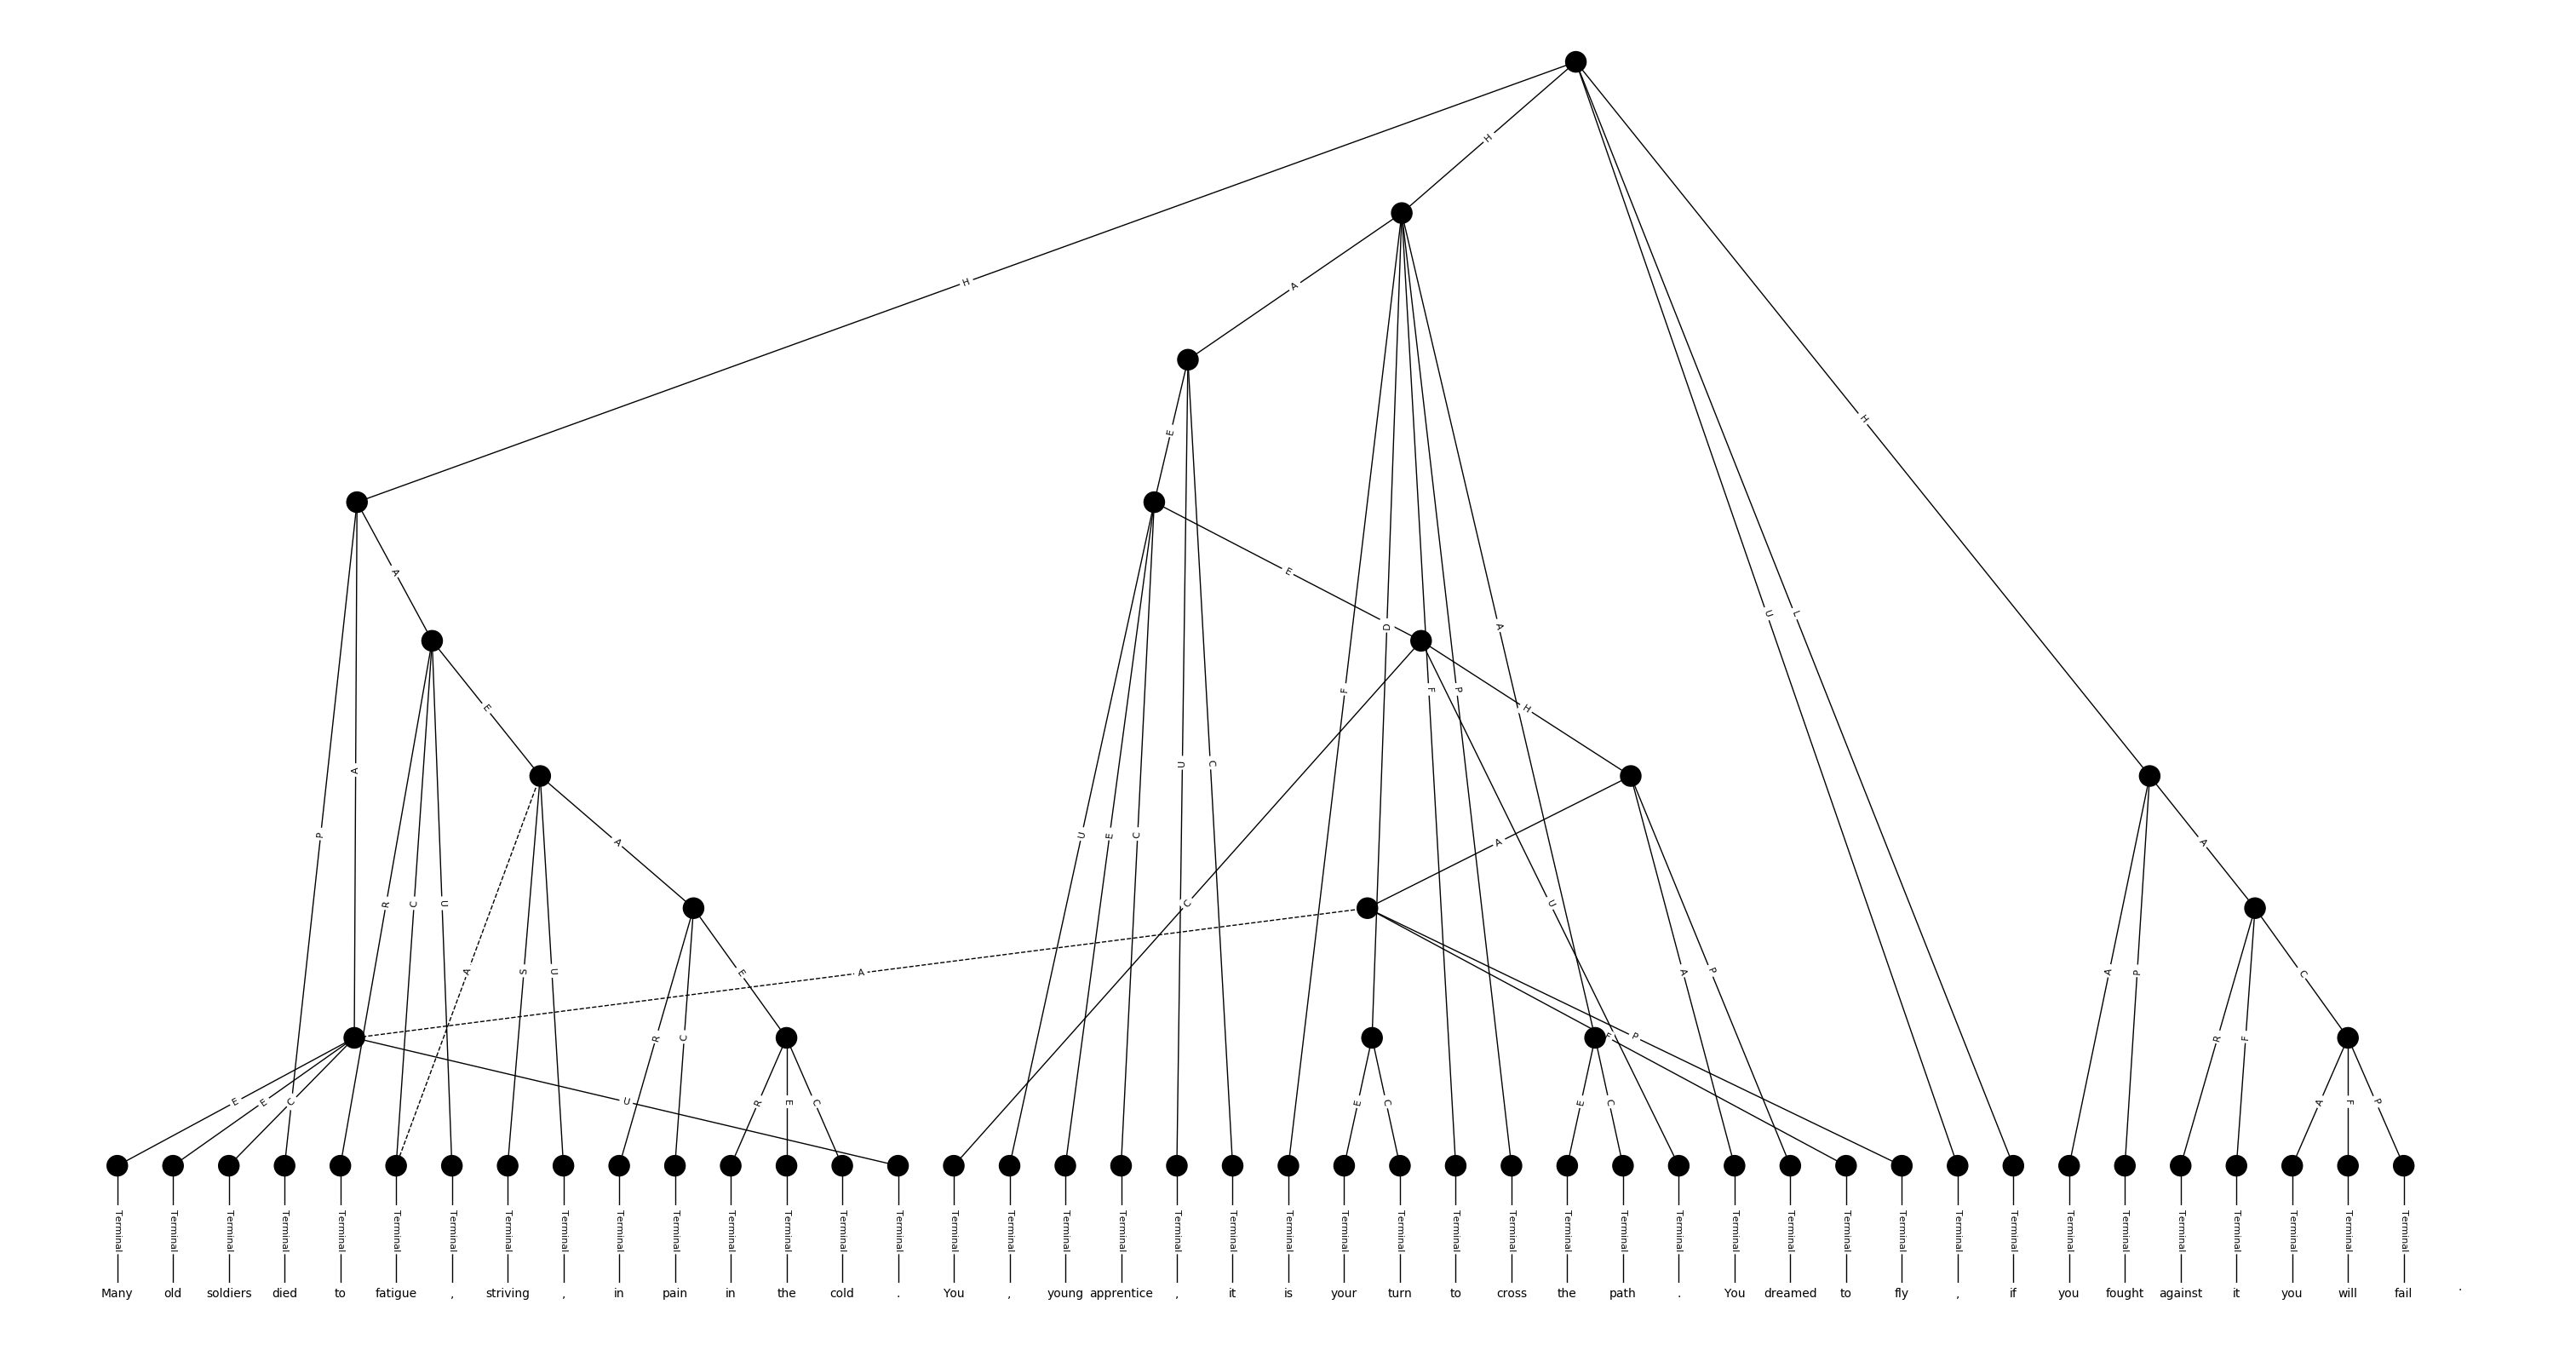 H
H
H
A
E
A
E
D
F
A
U
L
H
F
P
E
H
P
A
R
C
U
A
S
U
A
U
E
C
U
C
C
A
U
A
P
A
P
A
A
E
R
C
R
F
C
E
E
C
U
R
E
C
E
C
F
P
E
C
A
F
P
Terminal Terminal Terminal Terminal Terminal Terminal Terminal Terminal Terminal Terminal Terminal Terminal Terminal Terminal Terminal Terminal Terminal Terminal Terminal Terminal Terminal Terminal Terminal Terminal Terminal Terminal Terminal Terminal Terminal Terminal Terminal Terminal Terminal Terminal Terminal Terminal Terminal Terminal Terminal Terminal Terminal Terminal
Many old soldiers died to fatigue , striving , in pain in the cold . You , young apprentice , it is your turn to cross the path . You dreamed to fly , if you fought against it you will fail .